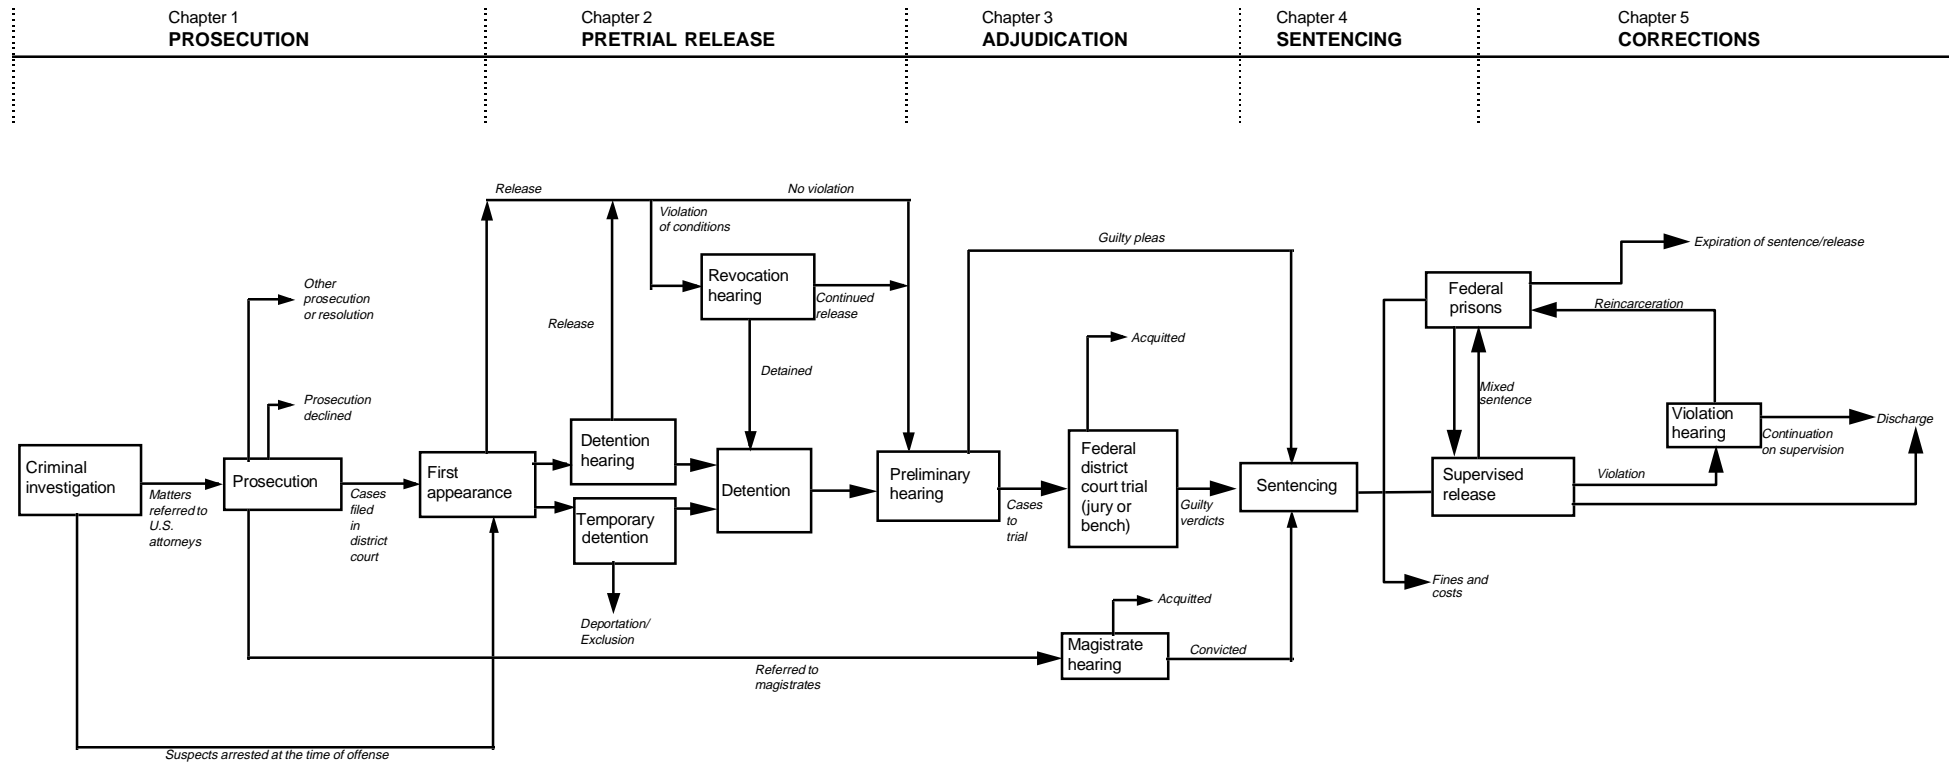 Chapter 1
PROSECUTION
Chapter 2
PRETRIAL RELEASE
Chapter 3
ADJUDICATION
Chapter 4
SENTENCING
Chapter 5
CORRECTIONS
Release
No violation
Violation
of conditions
Guilty pleas
Expiration of sentence/release
Other
prosecution
or resolution
Revocation
hearing
Continued
release
Federal
prisons
Reincarceration
Release
Acquitted
Detained
Mixed
sentence
Prosecution
declined
Violation
hearing
Discharge
Continuation
on supervision
Criminal
investigation
Matters
referred to
U.S.
attorneys
Prosecution
Cases
filed
in
district
court
First
appearance
Detention
hearing
Temporary
detention
Detention
Preliminary
hearing
Cases
to
trial
Federal
district
court trial
(jury or
bench)
Guilty
verdicts
Sentencing
Supervised
release
Violation
Fines and
costs
Deportation/
Exclusion
Acquitted
Magistrate
hearing
Convicted
Referred to
magistrates
Suspects arrested at the time of offense